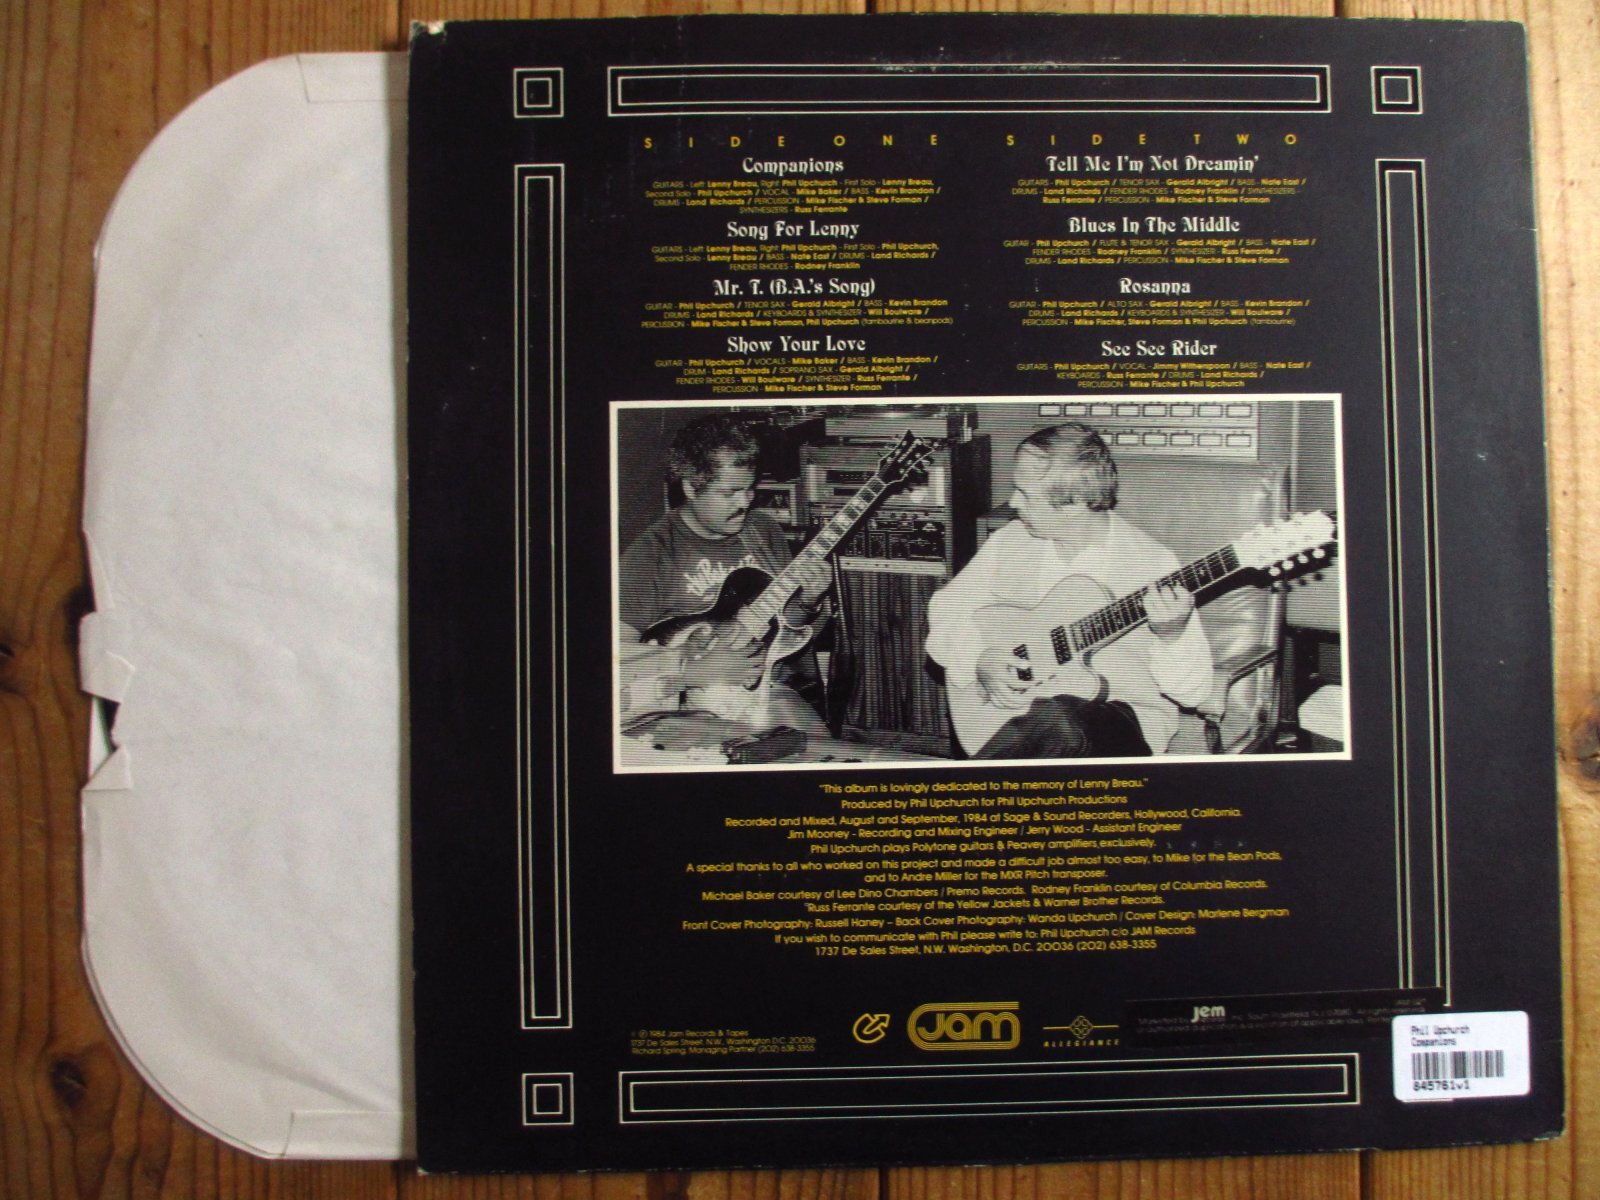 SIDE ONE
Companions
GUITARS - Left Lenny Breau, Right Phil Upchurch - First Solo - Lenny Breau,
Second Solo - Phil Upchurch / VOCAL - Mike Baker / BASS - Kevin Brandon /
DRUMS - Land Richards / PERCUSSION - Mike Fischer & Steve Forman /
SYNTHESIZERS - Russ Ferrante
Song For Lenny
GUITARS - Left Lenny Breau, Right Phil Upchurch - First Solo - Phil Upchurch,
Second Solo - Lenny Breau / BASS - Nate East / DRUMS - Land Richards /
FENDER RHODES - Rodney Franklin
Mr. T. (B.A.'s Song)
GUITAR - Phil Upchurch / TENOR SAX - Gerald Albright / BASS - Kevin Brandon
DRUMS - Land Richards / KEYBOARDS & SYNTHESIZER - Will Boulware /
PERCUSSION - Mike Fischer & Steve Forman, Phil Upchurch (tambourine & beanpods)
Show Your Love
GUITAR - Phil Upchurch / VOCALS - Mike Baker / BASS - Kevin Brandon /
DRUM - Land Richards / SOPRANO SAX - Gerald Albright /
FENDER RHODES - Will Boulware / SYNTHESIZER - Russ Ferrante /
PERCUSSION - Mike Fischer & Steve Forman
SIDE TWO
Tell Me I'm Not Dreamin'
GUITARS - Phil Upchurch / TENOR SAX - Gerald Albright / BASS - Nate East /
DRUMS - Land Richards / FENDER RHODES - Rodney Franklin / SYNTHESIZERS -
Russ Ferrante / PERCUSSION - Mike Fischer & Steve Forman
Blues In The Middle
GUITAR - Phil Upchurch / FLUTE & TENOR SAX - Gerald Albright / BASS - Nate East /
FENDER RHODES - Rodney Franklin / SYNTHESIZER - Russ Ferrante /
DRUMS - Land Richards / PERCUSSION - Mike Fischer & Steve Forman
Rosanna
GUITAR - Phil Upchurch / ALTO SAX - Gerald Albright / BASS - Kevin Brandon /
DRUMS - Land Richards / KEYBOARDS & SYNTHESIZER - Will Boulware /
PERCUSSION - Mike Fischer, Steve Forman & Phil Upchurch (tambourine)
See See Rider
GUITARS - Phil Upchurch / VOCAL - Jimmy Witherspoon / BASS - Nate East /
KEYBOARDS - Russ Ferrante / DRUMS - Land Richards /
PERCUSSION - Mike Fischer & Phil Upchurch
"This album is lovingly dedicated to the memory of Lenny Breau."
Produced by Phil Upchurch for Phil Upchurch Productions
Recorded and Mixed, August and September, 1984 at Sage & Sound Recorders, Hollywood, California.
Jim Mooney - Recording and Mixing Engineer / Jerry Wood - Assistant Engineer
Phil Upchurch plays Polytone guitars & Peavey amplifiers exclusively.
A special thanks to all who worked on this project and made a difficult job almost too easy, to Mike for the Bean Pods,
and to Andre Miller for the MXR Pitch transposer.
Michael Baker courtesy of Lee Dino Chambers / Premo Records. Rodney Franklin courtesy of Columbia Records.
"Russ Ferrante courtesy of the Yellow Jackets & Warner Brother Records.
Front Cover Photography: Russell Haney – Back Cover Photography: Wanda Upchurch / Cover Design: Marlene Bergman
If you wish to communicate with Phil please write to: Phil Upchurch c/o JAM Records
1737 De Sales Street, N.W. Washington, D.C. 20036 (202) 638-3355
© ℗ 1984 Jam Records & Tapes
1737 De Sales Street, N.W., Washington D.C. 20036
Richard Spring, Managing Partner (202) 638-3355
JAM
ALLEGIANCE
Marketed by jem Inc. South Plainfield, N.J. 07080. All rights reserved.
unauthorized duplication is a violation of applicable laws.
Phil Upchurch
Companions
845761v1